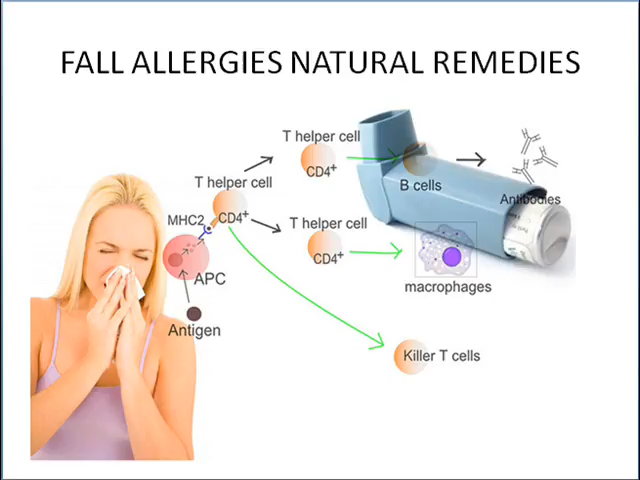 FALL ALLERGIES NATURAL REMEDIES
T helper cell
CD4+
B cells
Antibodies
T helper cell
MHC2
CD4+
T helper cell
CD4+
APC
macrophages
Antigen
Killer T cells